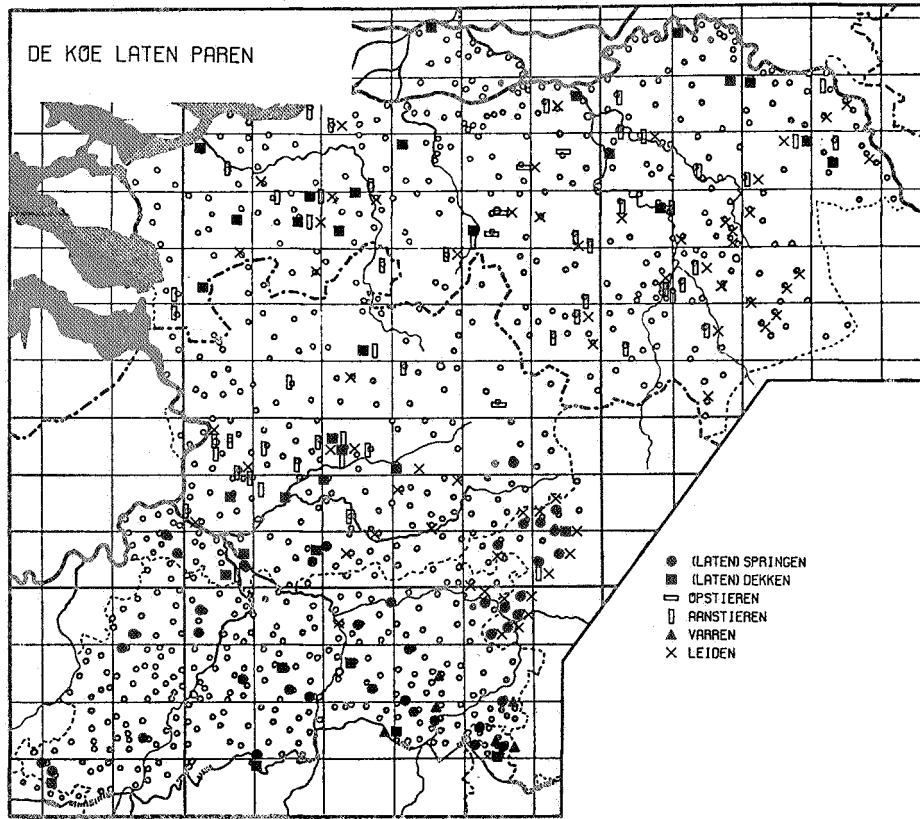 DE KOE LATEN PAREN
(LATEN) SPRINGEN
(LATEN) DEKKEN
OPSTIEREN
AANSTIEREN
VARREN
LEIDEN